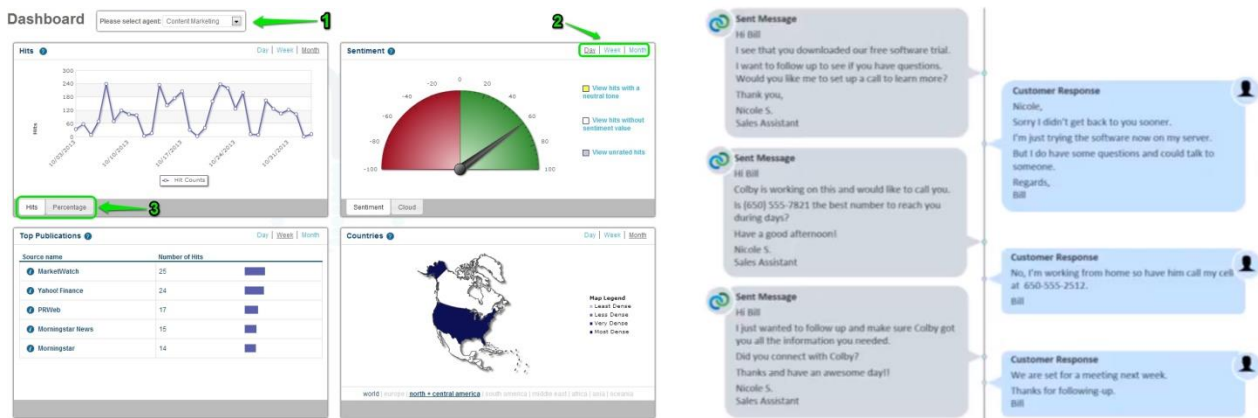 Dashboard
Please select agent: Content Marketing
1
2
Hits
Day | Week | Month
300
240
180
120
60
0
Hits
10/03/2013
10/10/2013
10/17/2013
10/24/2013
10/31/2013
Hit Counts
Hits
Percentage
3
Sentiment
Day | Week | Month
-100
-80
-60
-40
-20
0
20
40
60
80
100
View hits with a
neutral tone
View hits without
sentiment value
View unrated hits
Sentiment
Cloud
Top Publications
Day | Week | Month
Source name Number of Hits
MarketWatch 25
Yahoo! Finance 24
PRWeb 17
Morningstar News 15
Morningstar 14
Countries
Day | Week | Month
Map Legend
Least Dense
Less Dense
Very Dense
Most Dense
world | europe | north + central america | south america | middle east | africa | asia | oceania
Sent Message
Hi Bill
I see that you downloaded our free software trial.
I want to follow up to see if you have questions.
Would you like me to set up a call to learn more?
Thank you,
Nicole S.
Sales Assistant
Customer Response
Nicole,
Sorry I didn't get back to you sooner.
I'm just trying the software now on my server.
But I do have some questions and could talk to
someone.
Regards,
Bill
Sent Message
Hi Bill
Colby is working on this and would like to call you.
Is (650) 555-7821 the best number to reach you
during days?
Have a good afternoon!
Nicole S.
Sales Assistant
Customer Response
No, I'm working from home so have him call my cell
at 650-555-2512.
Bill
Sent Message
Hi Bill
I just wanted to follow up and make sure Colby got
you all the information you needed.
Did you connect with Colby?
Thanks and have an awesome day!!
Nicole S.
Sales Assistant
Customer Response
We are set for a meeting next week.
Thanks for following-up.
Bill